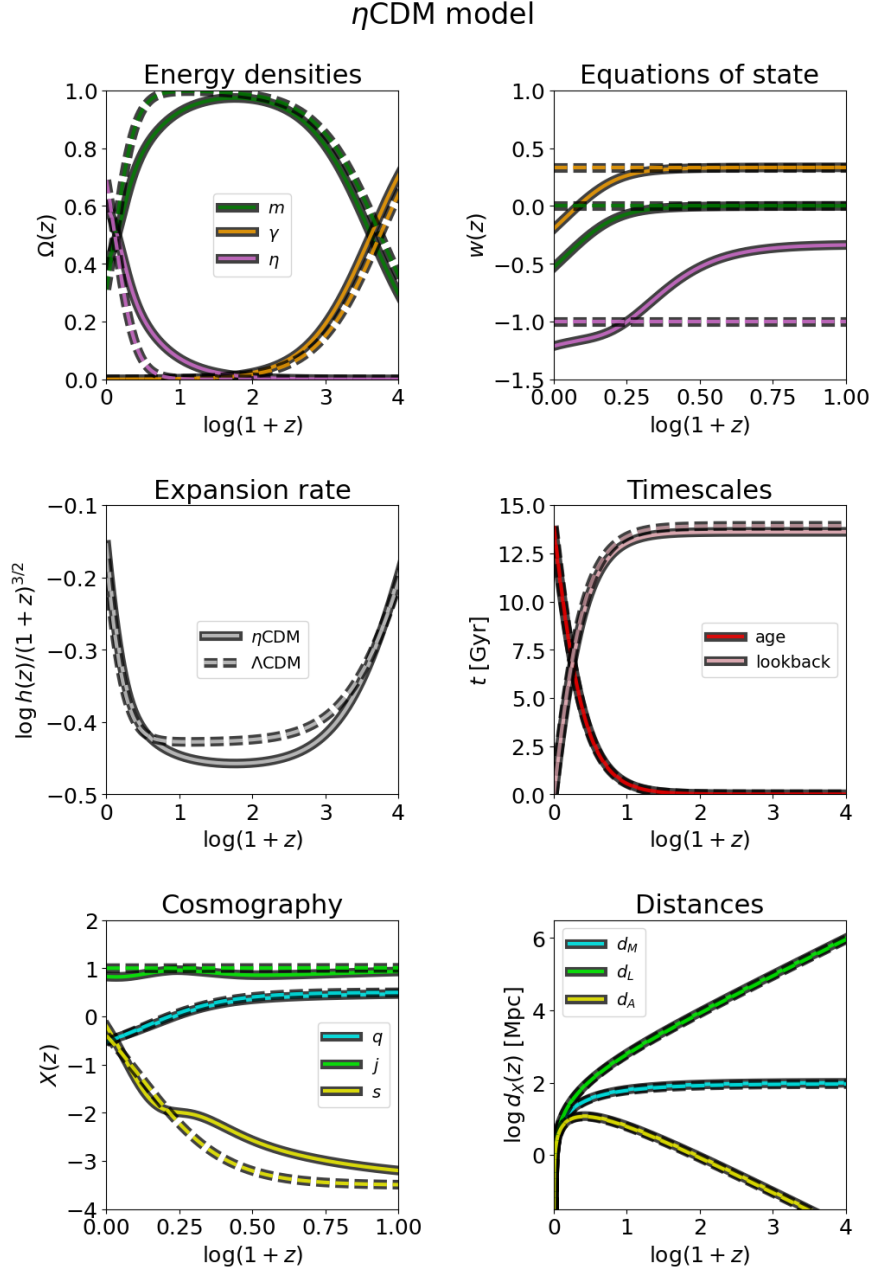 ηCDM model
Energy densities
Ω(z)
1.0
0.8
0.6
0.4
0.2
0.0
m
γ
η
0 1 2 3 4
log(1 + z)
Equations of state
w(z)
1.0
0.5
0.0
−0.5
−1.0
−1.5
0.00 0.25 0.50 0.75 1.00
log(1 + z)
Expansion rate
log h(z)/(1 + z)^{3/2}
−0.1
−0.2
−0.3
−0.4
−0.5
ηCDM
ΛCDM
0 1 2 3 4
log(1 + z)
Timescales
t [Gyr]
15.0
12.5
10.0
7.5
5.0
2.5
0.0
age
lookback
0 1 2 3 4
log(1 + z)
Cosmography
X(z)
2
1
0
−1
−2
−3
−4
q
j
s
0.00 0.25 0.50 0.75 1.00
log(1 + z)
Distances
log d_X(z) [Mpc]
6
4
2
0
d_M
d_L
d_A
0 1 2 3 4
log(1 + z)